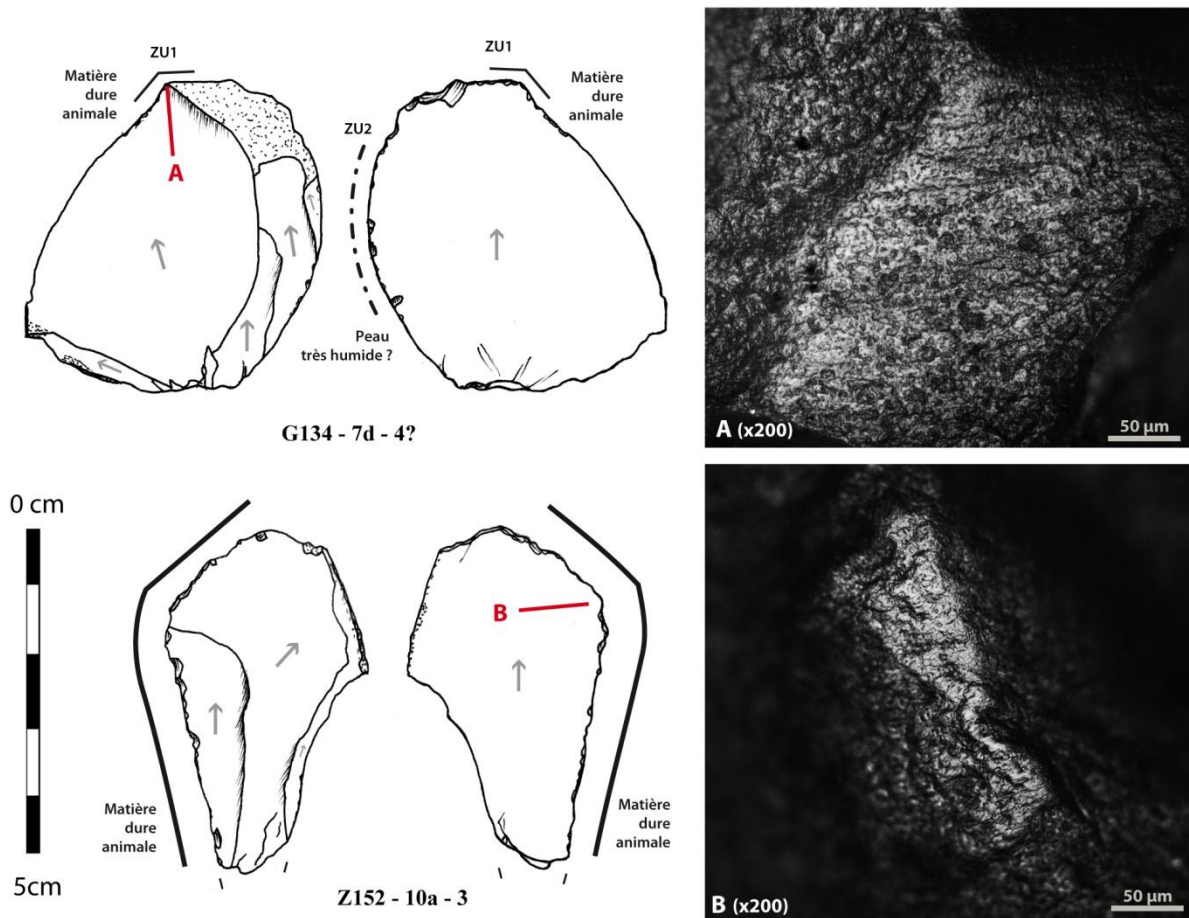 ZU1
Matière
dure
animale
A
ZU1
Matière
dure
animale
ZU2
Peau
très humide ?
G134 - 7d - 4?
A (x200)
50 µm
0 cm
5cm
Matière
dure
animale
B
Matière
dure
animale
Z152 - 10a - 3
B (x200)
50 µm